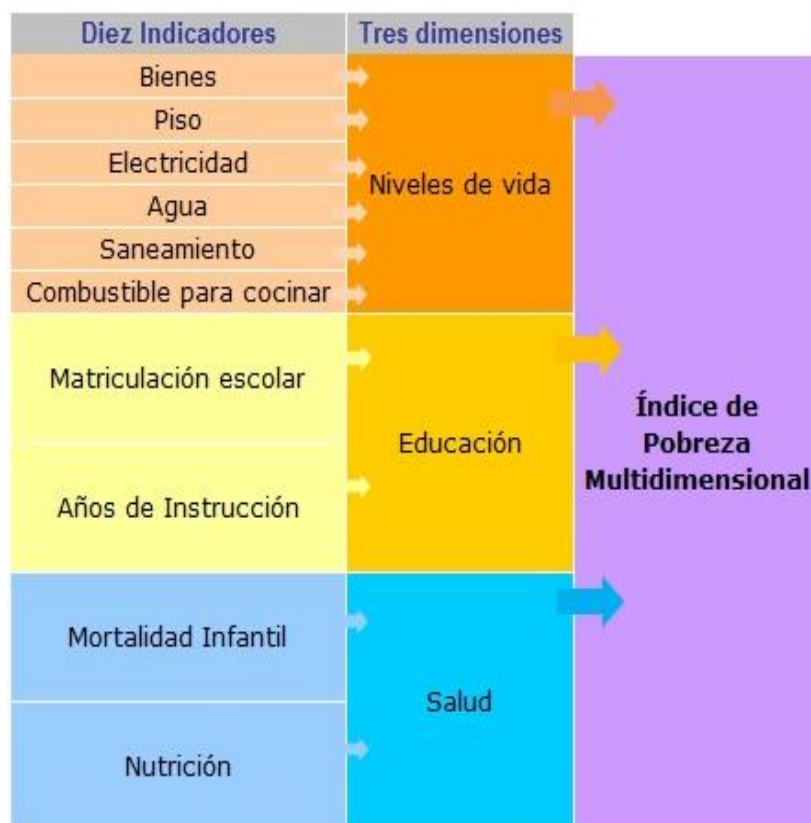 Diez Indicadores
Tres dimensiones
Bienes
Piso
Electricidad
Agua
Saneamiento
Combustible para cocinar
Niveles de vida
Matriculación escolar
Años de Instrucción
Educación
Mortalidad Infantil
Nutrición
Salud
Índice de
Pobreza
Multidimensional